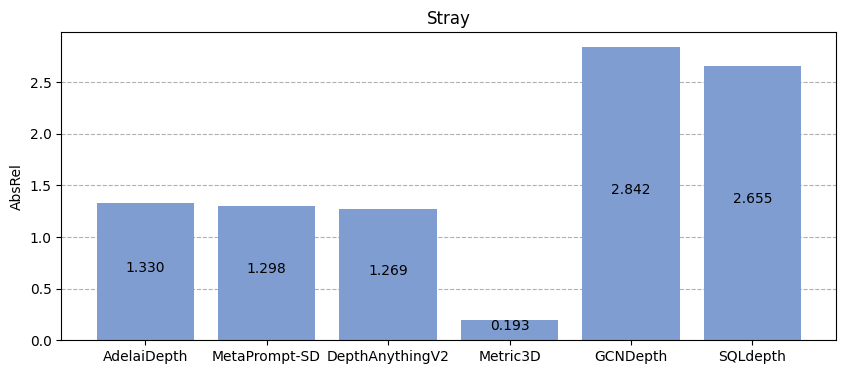 Stray
AbsRel
2.5
2.0
1.5
1.0
0.5
0.0
1.330
1.298
1.269
0.193
2.842
2.655
AdelaiDepth
MetaPrompt-SD
DepthAnythingV2
Metric3D
GCNDepth
SQLdepth